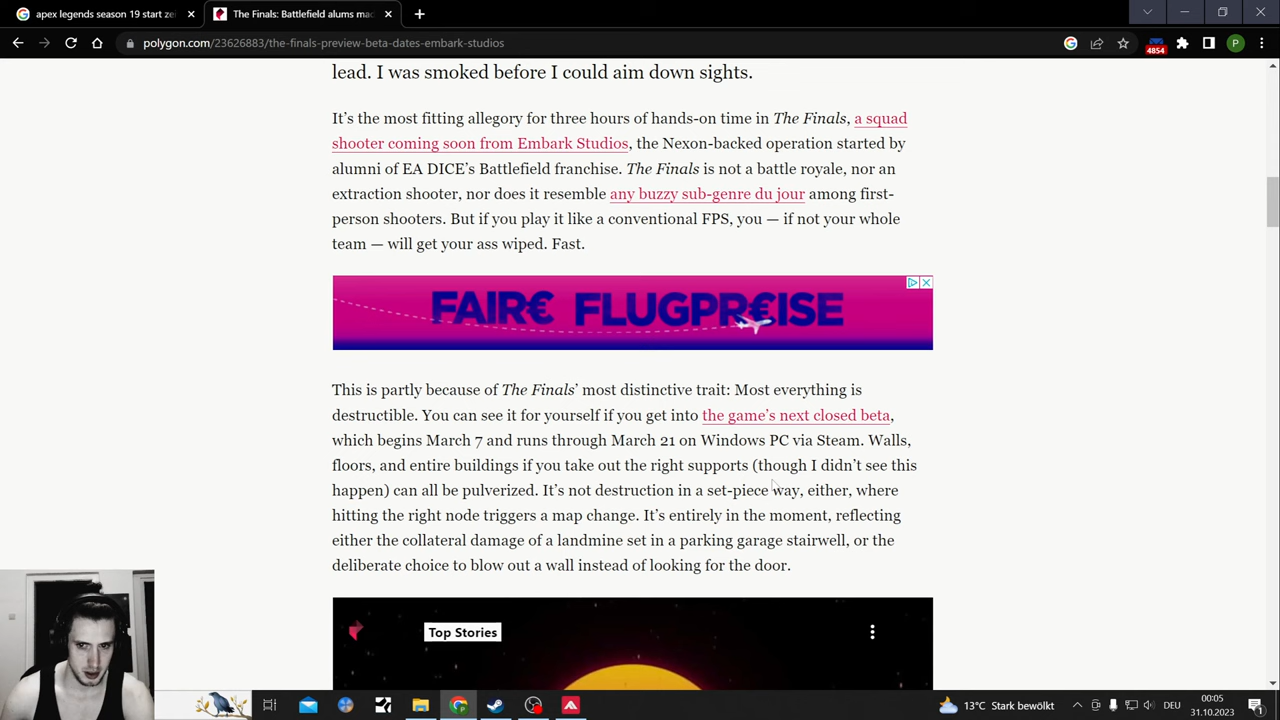 apex legends season 19 start zei
The Finals: Battlefield alums mad
polygon.com/23626883/the-finals-preview-beta-dates-embark-studios
4854
P
lead. I was smoked before I could aim down sights.
It’s the most fitting allegory for three hours of hands-on time in The Finals, a squad
shooter coming soon from Embark Studios, the Nexon-backed operation started by
alumni of EA DICE’s Battlefield franchise. The Finals is not a battle royale, nor an
extraction shooter, nor does it resemble any buzzy sub-genre du jour among first-
person shooters. But if you play it like a conventional FPS, you — if not your whole
team — will get your ass wiped. Fast.
FAIR€ FLUGPR€ISE
This is partly because of The Finals’ most distinctive trait: Most everything is
destructible. You can see it for yourself if you get into the game’s next closed beta,
which begins March 7 and runs through March 21 on Windows PC via Steam. Walls,
floors, and entire buildings if you take out the right supports (though I didn’t see this
happen) can all be pulverized. It’s not destruction in a set-piece way, either, where
hitting the right node triggers a map change. It’s entirely in the moment, reflecting
either the collateral damage of a landmine set in a parking garage stairwell, or the
deliberate choice to blow out a wall instead of looking for the door.
Top Stories
13°C Stark bewölkt
DEU
00:05
31.10.2023
1